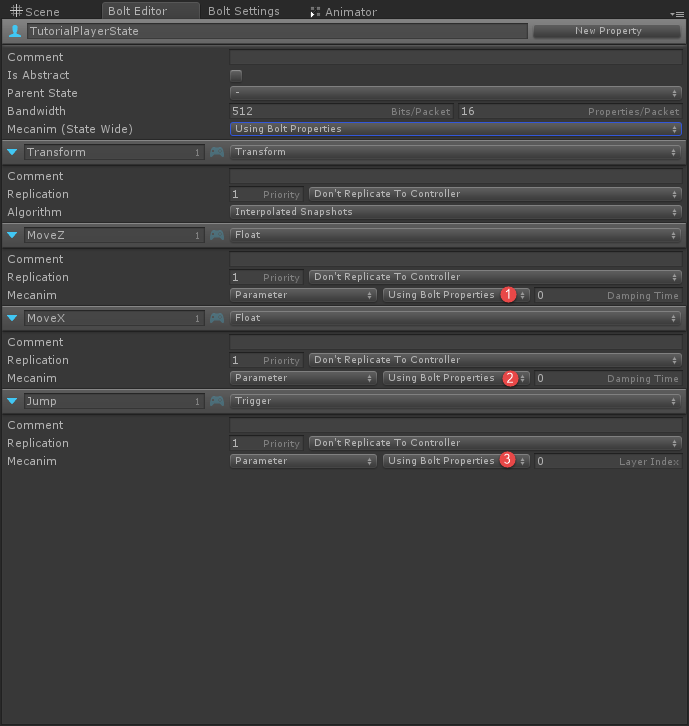 Scene Bolt Editor Bolt Settings Animator
TutorialPlayerState New Property
Comment
Is Abstract
Parent State -
Bandwidth 512 Bits/Packet 16 Properties/Packet
Mecanim (State Wide) Using Bolt Properties
Transform 1 Transform
Comment
Replication 1 Priority Don't Replicate To Controller
Algorithm Interpolated Snapshots
MoveZ 1 Float
Comment
Replication 1 Priority Don't Replicate To Controller
Mecanim Parameter Using Bolt Properties 1 0 Damping Time
MoveX 1 Float
Comment
Replication 1 Priority Don't Replicate To Controller
Mecanim Parameter Using Bolt Properties 2 0 Damping Time
Jump 1 Trigger
Comment
Replication 1 Priority Don't Replicate To Controller
Mecanim Parameter Using Bolt Properties 3 0 Layer Index